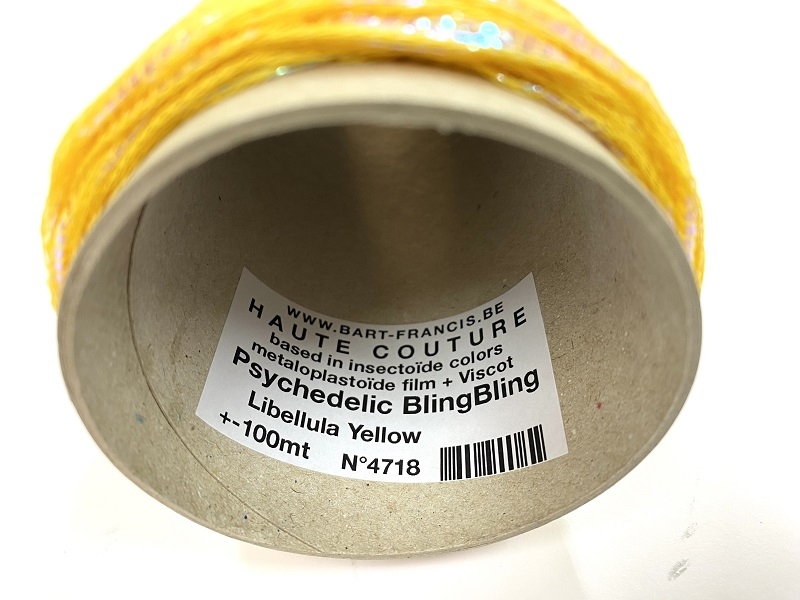 WWW.BART-FRANCIS.BE
HAUTE COUTURE
based in insectoïde colors
metaloplastoïde film + Viscot
Psychedelic BlingBling
Libellula Yellow
+-100mt N°4718